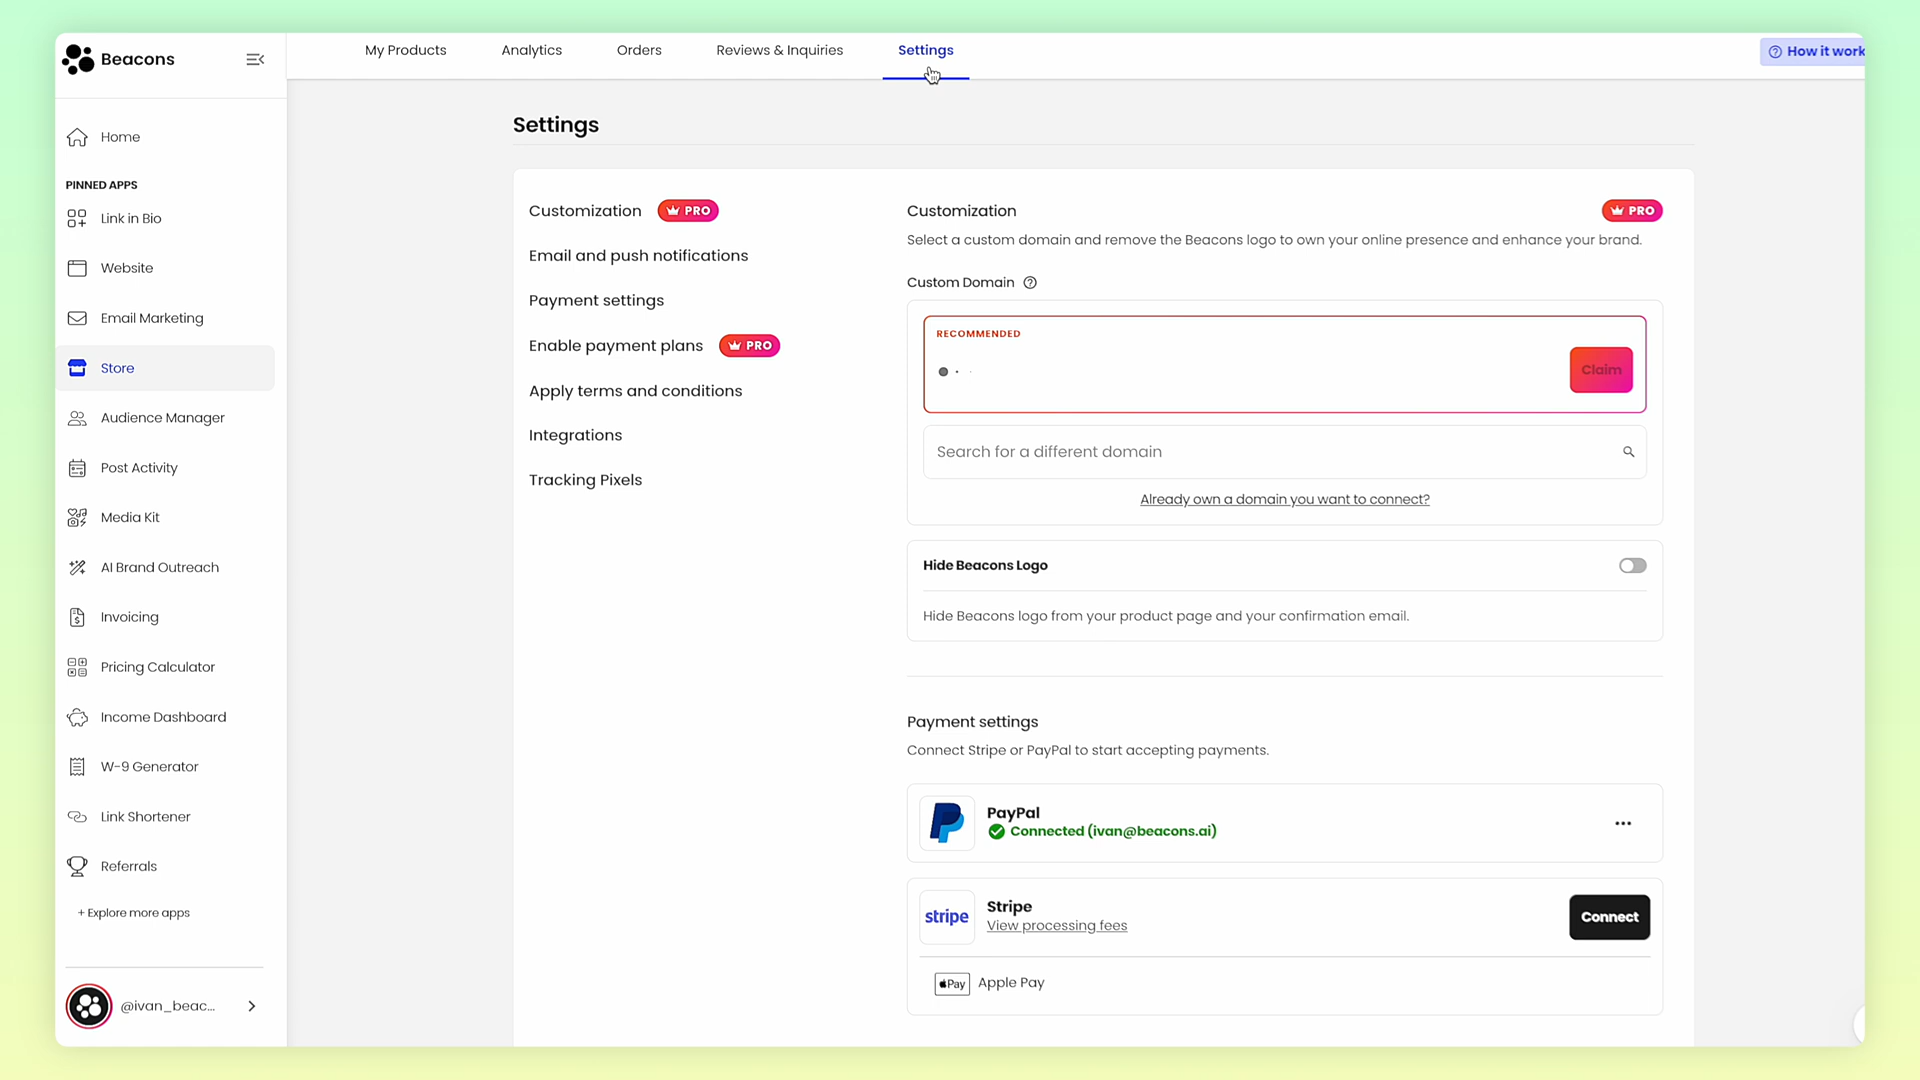 Beacons
My Products
Analytics
Orders
Reviews & Inquiries
Settings
How it work
Home
PINNED APPS
Link in Bio
Website
Email Marketing
Store
Audience Manager
Post Activity
Media Kit
AI Brand Outreach
Invoicing
Pricing Calculator
Income Dashboard
W-9 Generator
Link Shortener
Referrals
+ Explore more apps
@ivan_beac...
Settings
Customization PRO
Email and push notifications
Payment settings
Enable payment plans PRO
Apply terms and conditions
Integrations
Tracking Pixels
Customization PRO
Select a custom domain and remove the Beacons logo to own your online presence and enhance your brand.
Custom Domain
RECOMMENDED
Claim
Search for a different domain
Already own a domain you want to connect?
Hide Beacons Logo
Hide Beacons logo from your product page and your confirmation email.
Payment settings
Connect Stripe or PayPal to start accepting payments.
PayPal
Connected (ivan@beacons.ai)
stripe
Stripe
View processing fees
Connect
Pay
Apple Pay